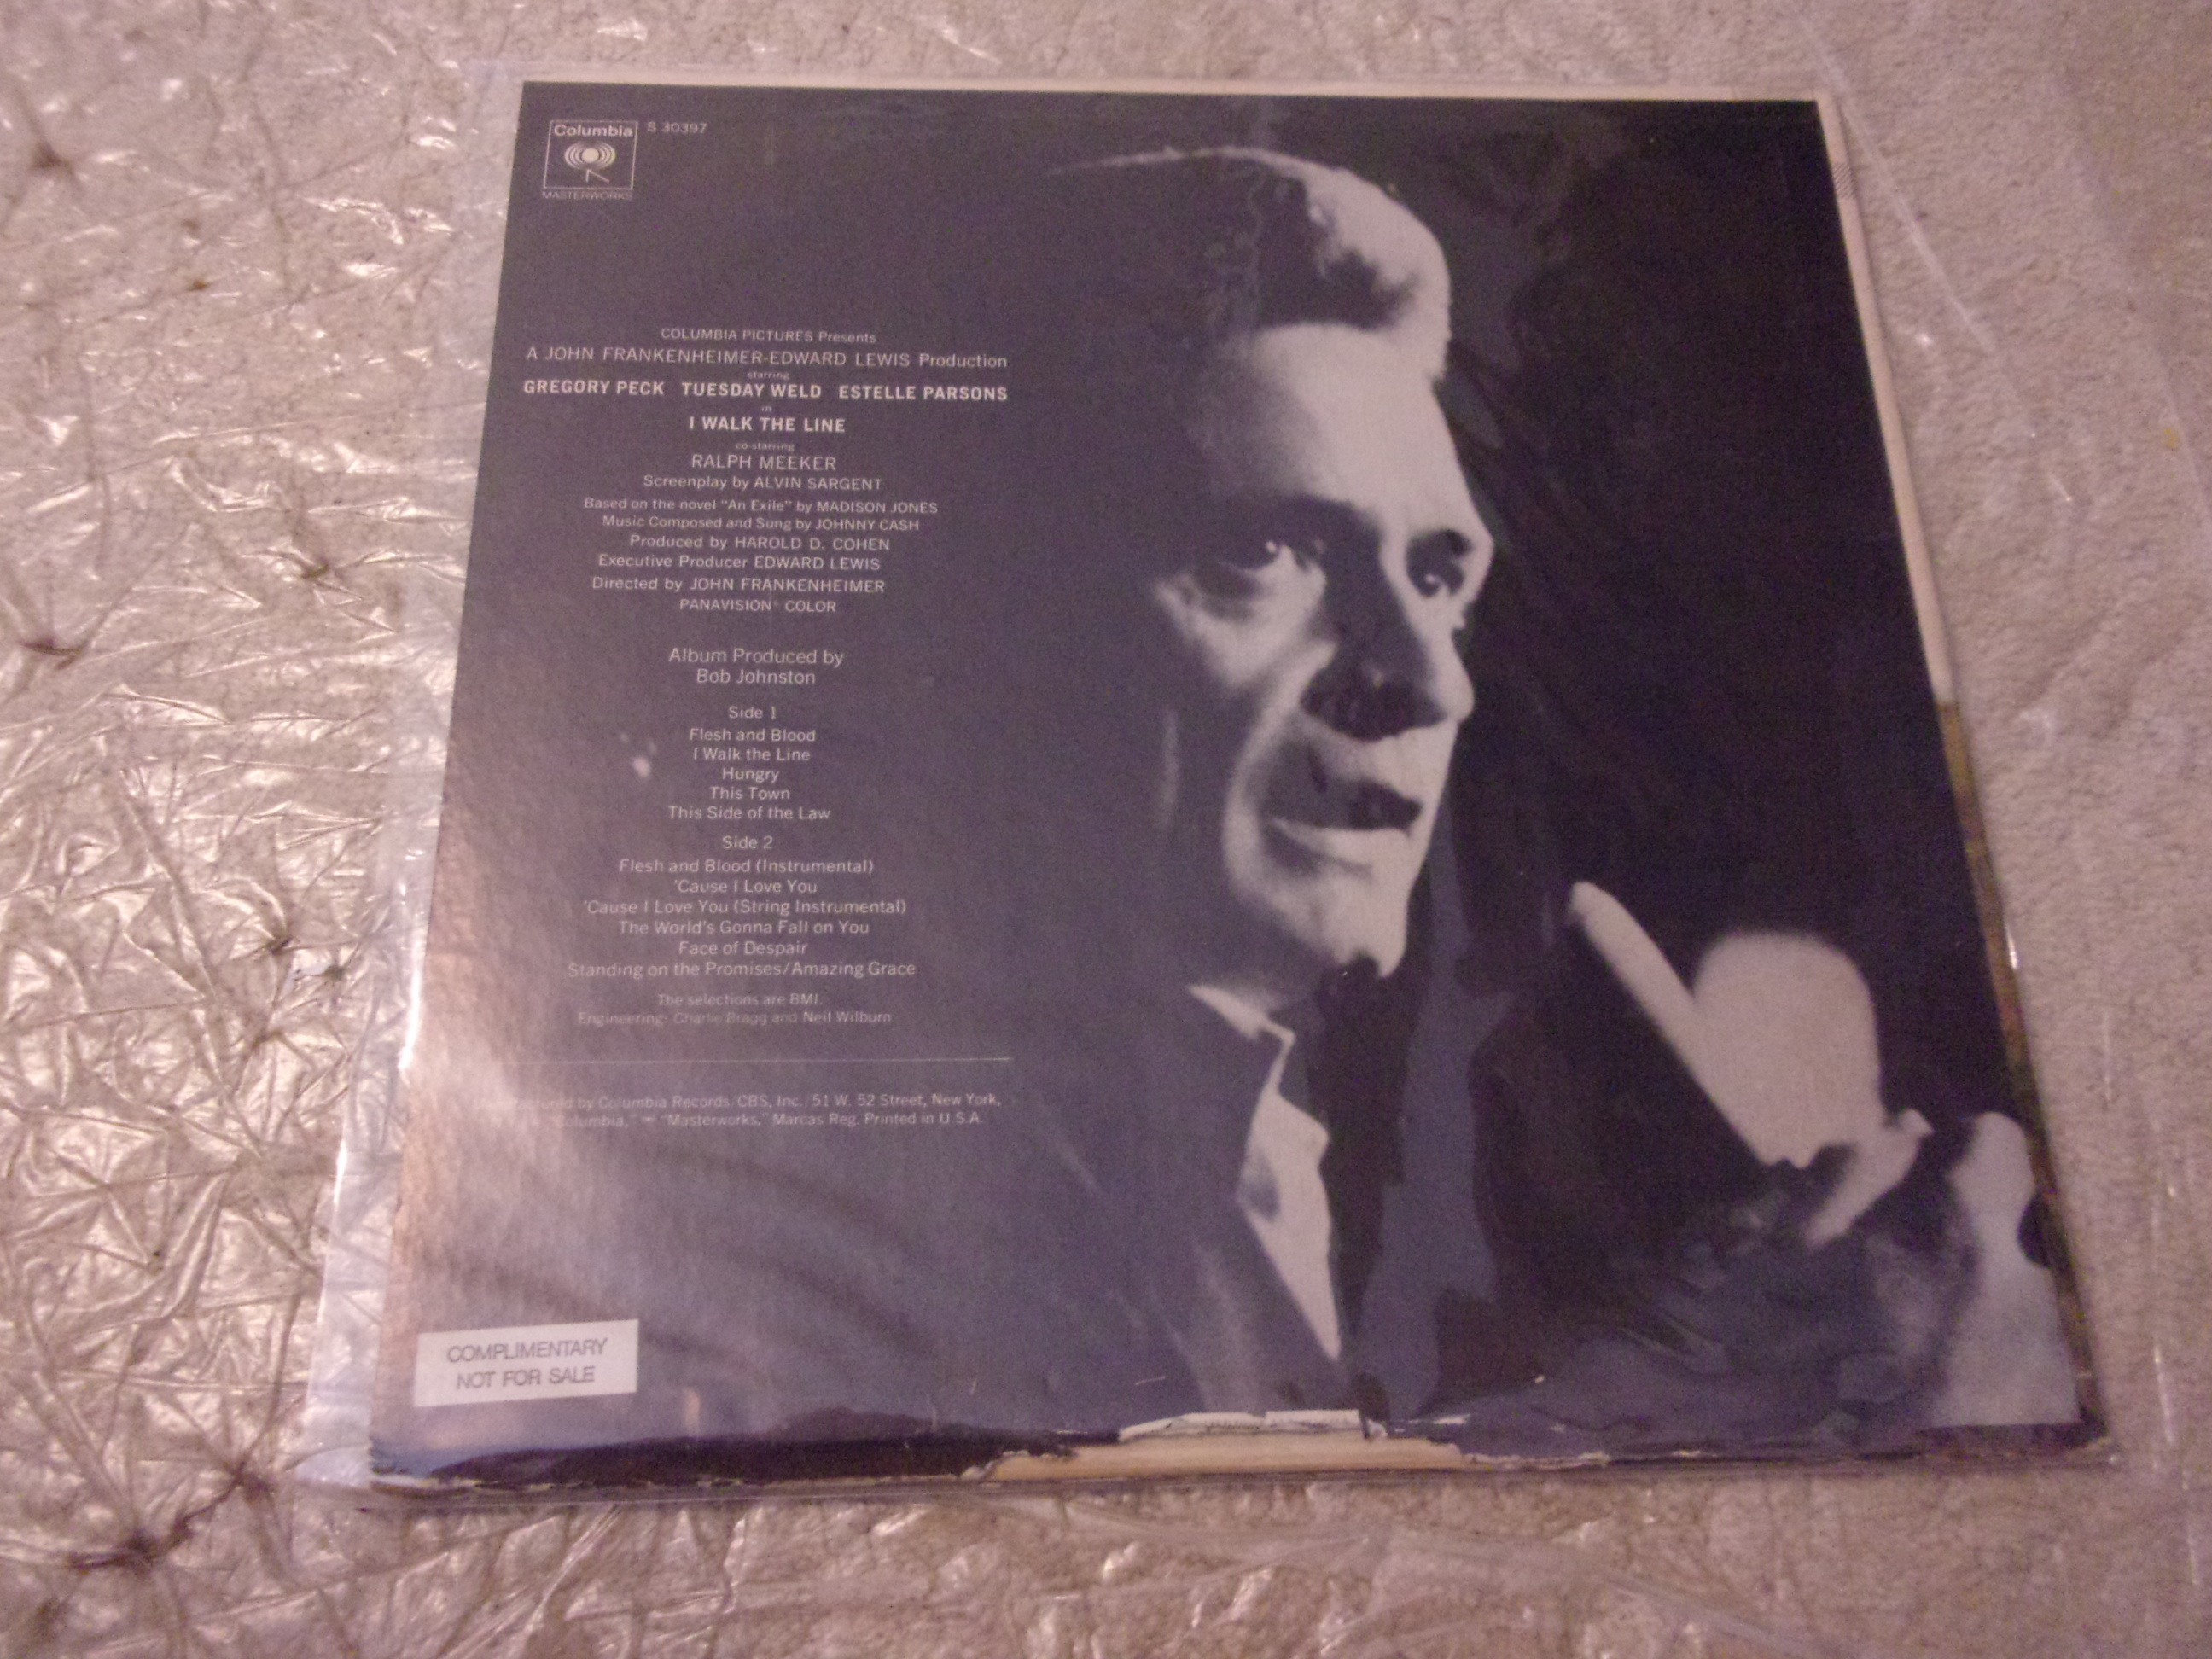 Columbia
S 30397
MASTERWORKS
COLUMBIA PICTURES Presents
A JOHN FRANKENHEIMER-EDWARD LEWIS Production
starring
GREGORY PECK TUESDAY WELD ESTELLE PARSONS
in
I WALK THE LINE
co-starring
RALPH MEEKER
Screenplay by ALVIN SARGENT
Based on the novel "An Exile" by MADISON JONES
Music Composed and Sung by JOHNNY CASH
Produced by HAROLD D. COHEN
Executive Producer EDWARD LEWIS
Directed by JOHN FRANKENHEIMER
PANAVISION® COLOR
Album Produced by
Bob Johnston
Side 1
Flesh and Blood
I Walk the Line
Hungry
This Town
This Side of the Law
Side 2
Flesh and Blood (Instrumental)
'Cause I Love You
'Cause I Love You (String Instrumental)
The World's Gonna Fall on You
Face of Despair
Standing on the Promises/Amazing Grace
The selections are BMI.
Engineering: Charlie Bragg and Neil Wilburn
by Columbia Records/CBS, Inc./51 W. 52 Street, New York,
"Columbia," "Masterworks," Marcas Reg. Printed in U.S.A.
COMPLIMENTARY
NOT FOR SALE